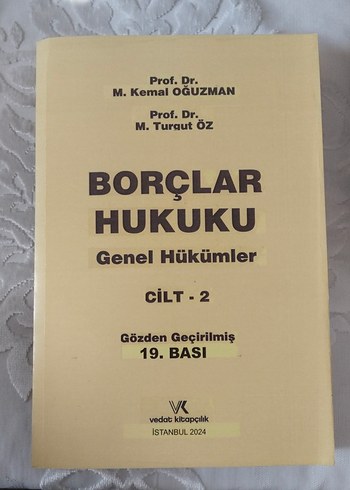 Prof. Dr.
M. Kemal OĞUZMAN
Prof. Dr.
M. Turgut ÖZ
BORÇLAR
HUKUKU
Genel Hükümler
CİLT - 2
Gözden Geçirilmiş
19. BASI
VK
vedat kitapçılık
İSTANBUL 2024